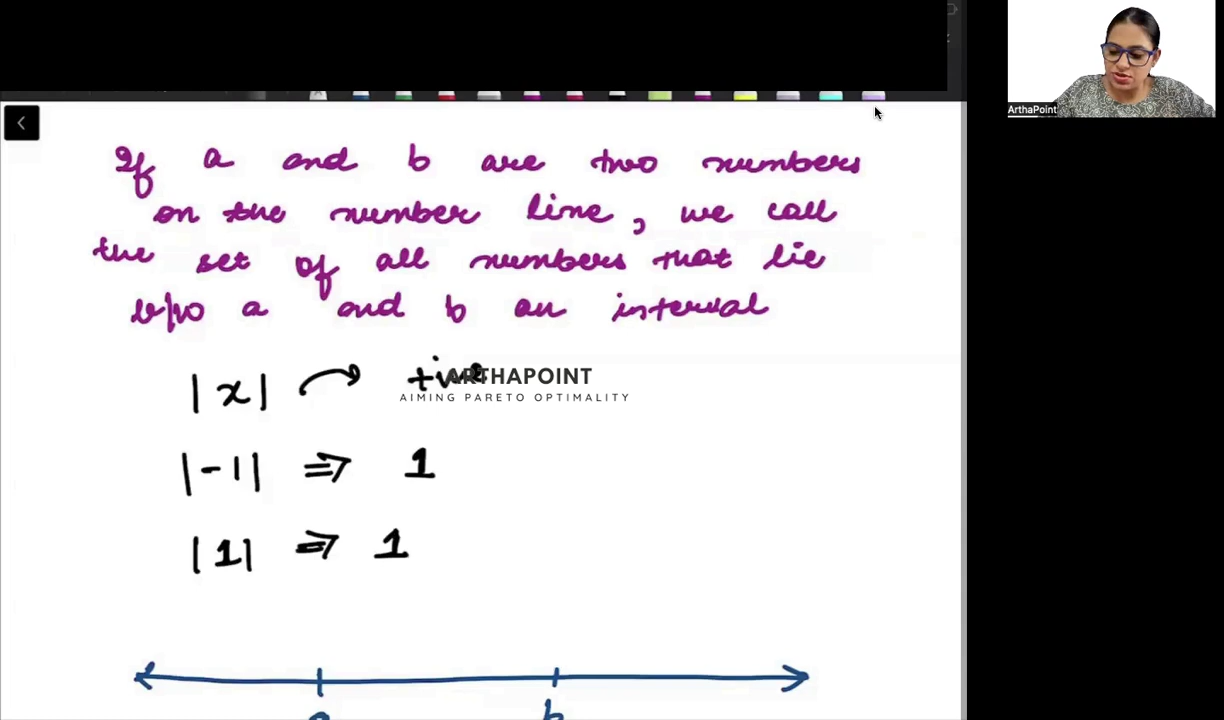 If a and b are two numbers
on the number line, we call
the set of all numbers that lie
b/w a and b an interval
|x|
ARTHAPOINT
AIMING PARETO OPTIMALITY
|-1| ⇒ 1
|1| ⇒ 1
a b
ArthaPoint